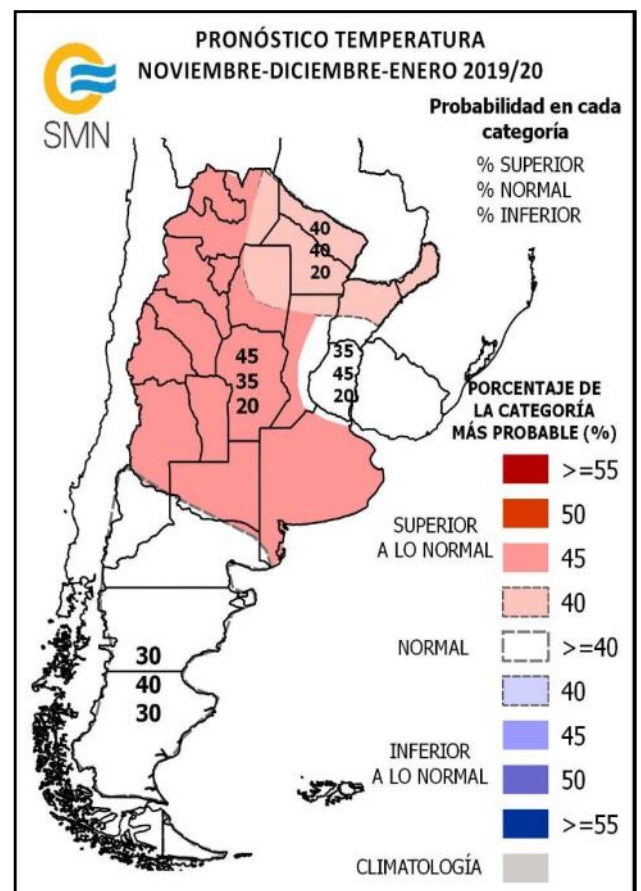 PRONÓSTICO TEMPERATURA
NOVIEMBRE-DICIEMBRE-ENERO 2019/20
SMN
Probabilidad en cada
categoría
% SUPERIOR
% NORMAL
% INFERIOR
40
40
20
45
35
20
35
45
20
30
40
30
PORCENTAJE DE
LA CATEGORÍA
MÁS PROBABLE (%)
SUPERIOR
A LO NORMAL
>=55
50
45
40
NORMAL
>=40
INFERIOR
A LO NORMAL
40
45
50
>=55
CLIMATOLOGÍA